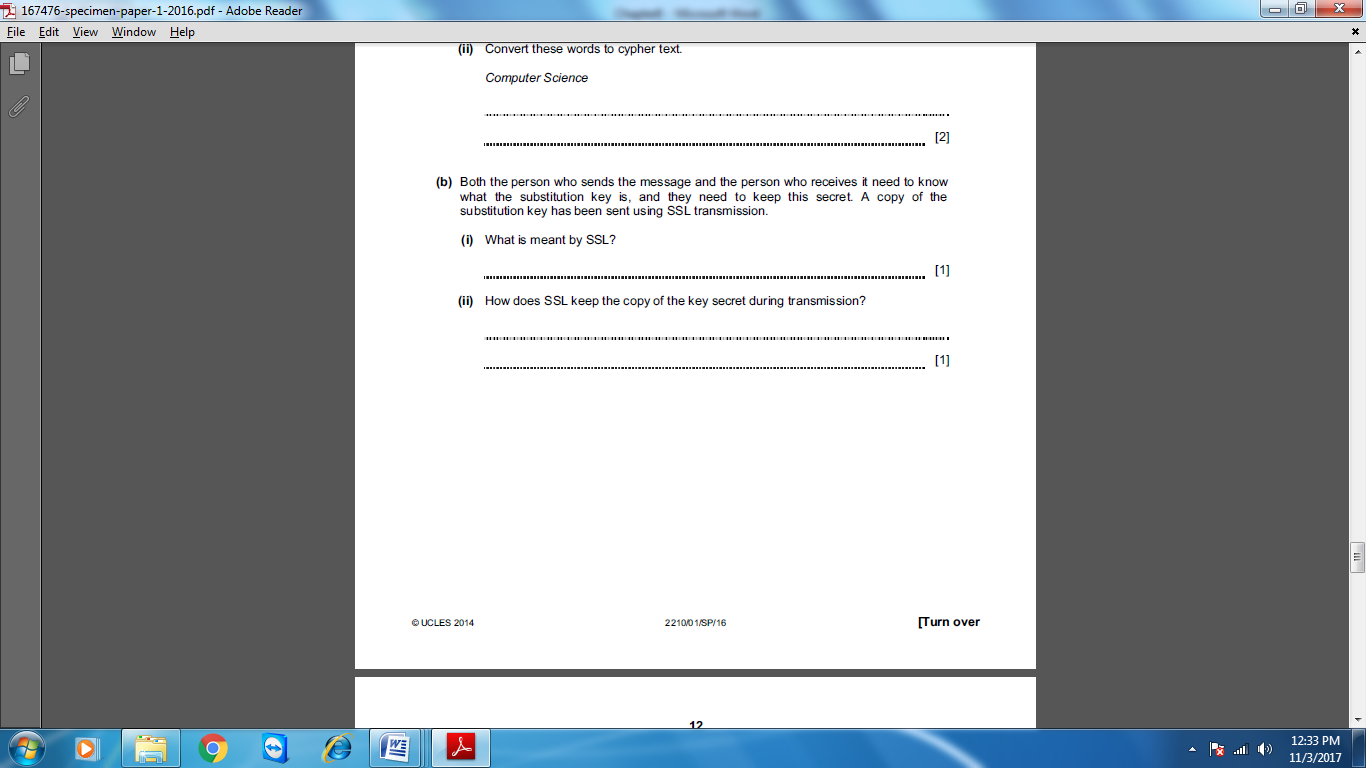 167476-specimen-paper-1-2016.pdf - Adobe Reader
File Edit View Window Help
(ii) Convert these words to cypher text.
Computer Science
[2]
(b) Both the person who sends the message and the person who receives it need to know
what the substitution key is, and they need to keep this secret. A copy of the
substitution key has been sent using SSL transmission.
(i) What is meant by SSL?
[1]
(ii) How does SSL keep the copy of the key secret during transmission?
[1]
© UCLES 2014 2210/01/SP/16 [Turn over
12
12:33 PM
11/3/2017